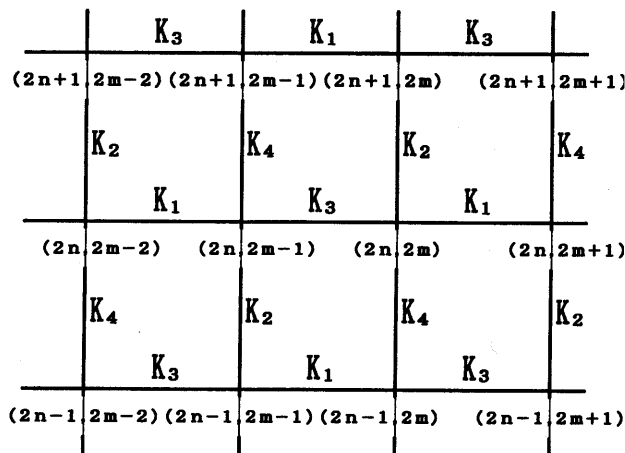 K₃ K₁ K₃
(2n+1,2m−2)(2n+1,2m−1)(2n+1,2m) (2n+1,2m+1)
K₂ K₄ K₂ K₄
K₁ K₃ K₁
(2n,2m−2) (2n,2m−1) (2n,2m) (2n,2m+1)
K₄ K₂ K₄ K₂
K₃ K₁ K₃
(2n−1,2m−2)(2n−1,2m−1)(2n−1,2m) (2n−1,2m+1)